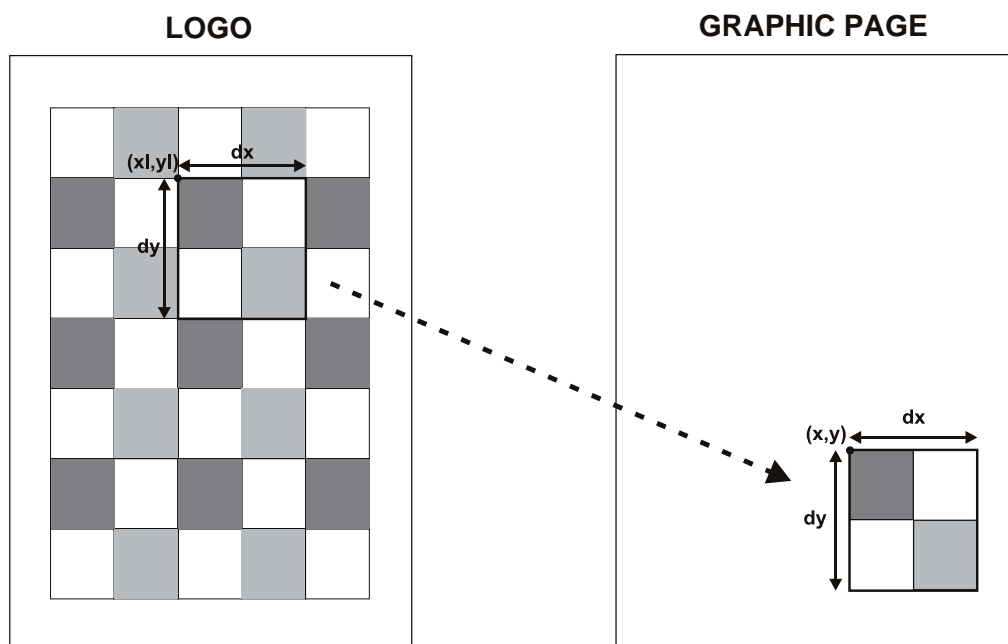 LOGO
GRAPHIC PAGE
(xl,yl)
dx
dy
(x,y)
dx
dy